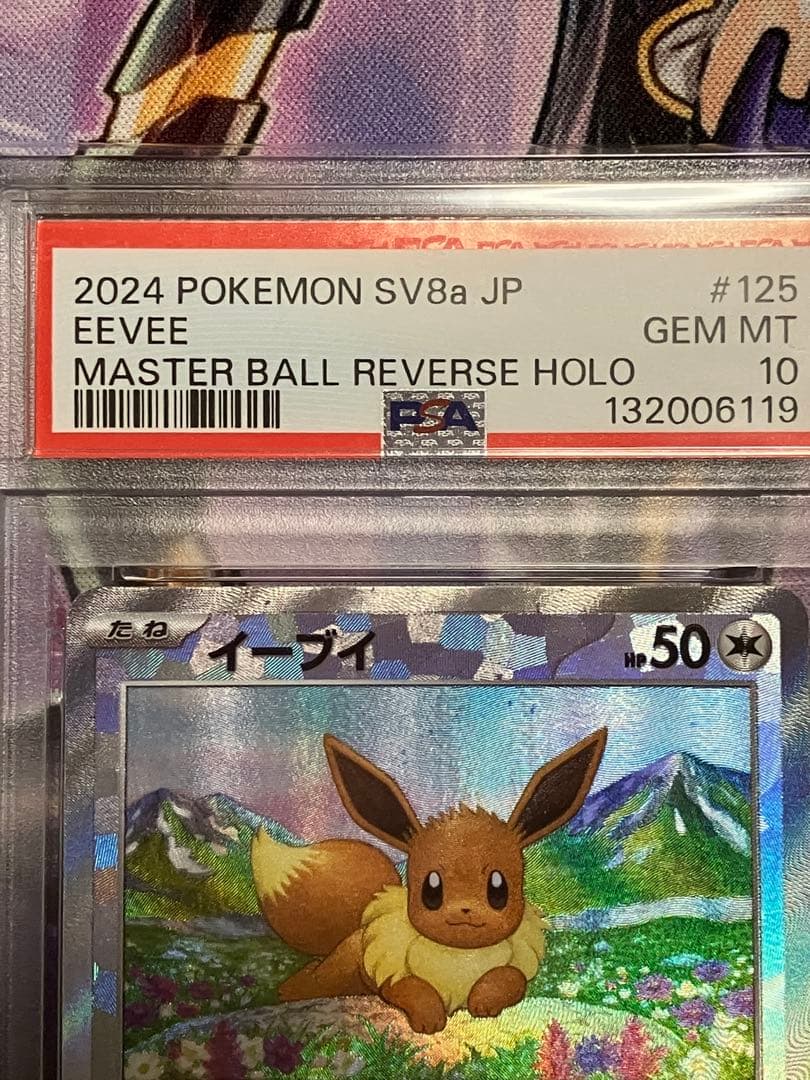 2024 POKEMON SV8a JP #125
EEVEE GEM MT
MASTER BALL REVERSE HOLO 10
PSA 132006119
たね イーブイ HP50